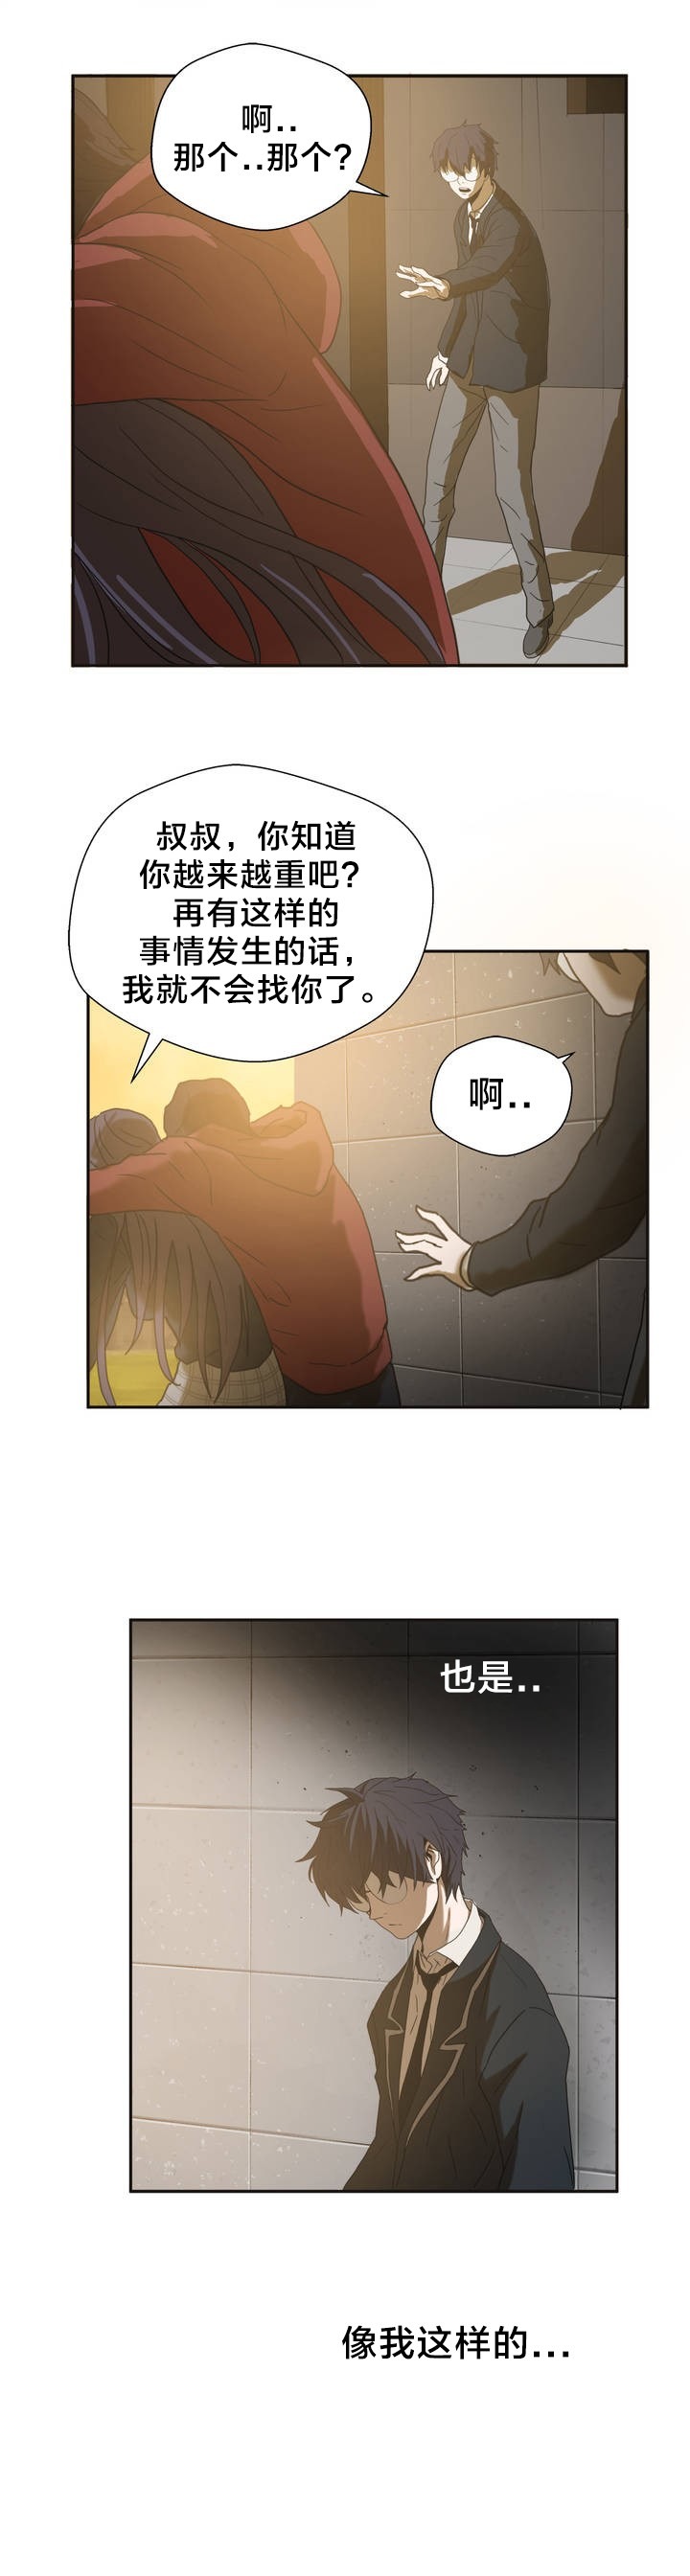 啊..
那个..那个?
叔叔，你知道
你越来越重吧?
再有这样的
事情发生的话，
我就不会找你了。
啊..
也是..
像我这样的...